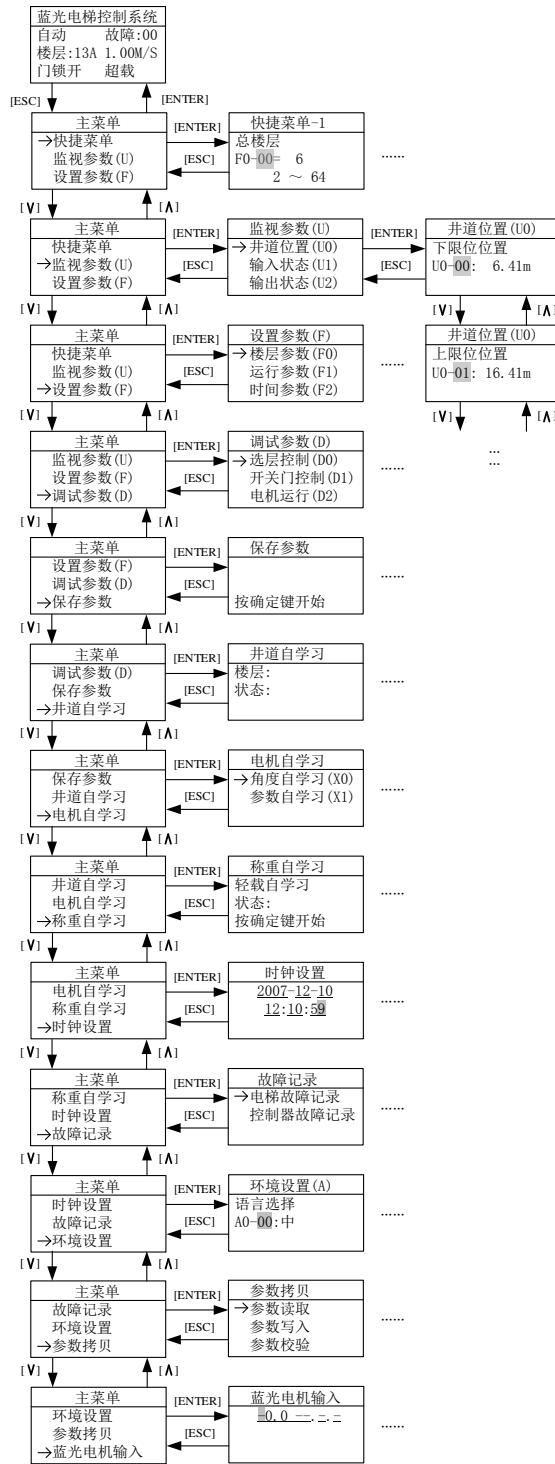 蓝光电梯控制系统
自动 故障:00
楼层:13A 1.00M/S
门锁开 超载
[ESC] [ENTER]
主菜单
→快捷菜单
监视参数(U)
设置参数(F)
[ENTER]
[ESC]
快捷菜单-1
总楼层
F0-00= 6
2 ～ 64
......
[∨] [∧]
主菜单
快捷菜单
→监视参数(U)
设置参数(F)
[ENTER]
[ESC]
监视参数(U)
→井道位置(U0)
输入状态(U1)
输出状态(U2)
[ENTER]
[ESC]
井道位置(U0)
下限位位置
U0-00: 6.41m
[∨] [∧]
主菜单
快捷菜单
监视参数(U)
→设置参数(F)
[ENTER]
[ESC]
设置参数(F)
→楼层参数(F0)
运行参数(F1)
时间参数(F2)
......
[∨] [∧]
井道位置(U0)
上限位位置
U0-01: 16.41m
[∨] [∧]
...
...
[∨] [∧]
主菜单
监视参数(U)
设置参数(F)
→调试参数(D)
[ENTER]
[ESC]
调试参数(D)
→选层控制(D0)
开关门控制(D1)
电机运行(D2)
......
[∨] [∧]
主菜单
设置参数(F)
调试参数(D)
→保存参数
[ENTER]
[ESC]
保存参数
按确定键开始
......
[∨] [∧]
主菜单
调试参数(D)
保存参数
→井道自学习
[ENTER]
[ESC]
井道自学习
楼层:
状态:
......
[∨] [∧]
主菜单
保存参数
井道自学习
→电机自学习
[ENTER]
[ESC]
电机自学习
→角度自学习(X0)
参数自学习(X1)
......
[∨] [∧]
主菜单
井道自学习
电机自学习
→称重自学习
[ENTER]
[ESC]
称重自学习
轻载自学习
状态:
按确定键开始
......
[∨] [∧]
主菜单
电机自学习
称重自学习
→时钟设置
[ENTER]
[ESC]
时钟设置
2007-12-10
12:10:59
[∨] [∧]
主菜单
称重自学习
时钟设置
→故障记录
[ENTER]
[ESC]
故障记录
→电梯故障记录
控制器故障记录
......
[∨] [∧]
主菜单
时钟设置
故障记录
→环境设置
[ENTER]
[ESC]
环境设置(A)
语言选择
A0-00:中
......
[∨] [∧]
主菜单
故障记录
环境设置
→参数拷贝
[ENTER]
[ESC]
参数拷贝
→参数读取
参数写入
参数校验
......
[∨] [∧]
主菜单
环境设置
参数拷贝
→蓝光电机输入
[ENTER]
[ESC]
蓝光电机输入
-0.0 --.-.-
......